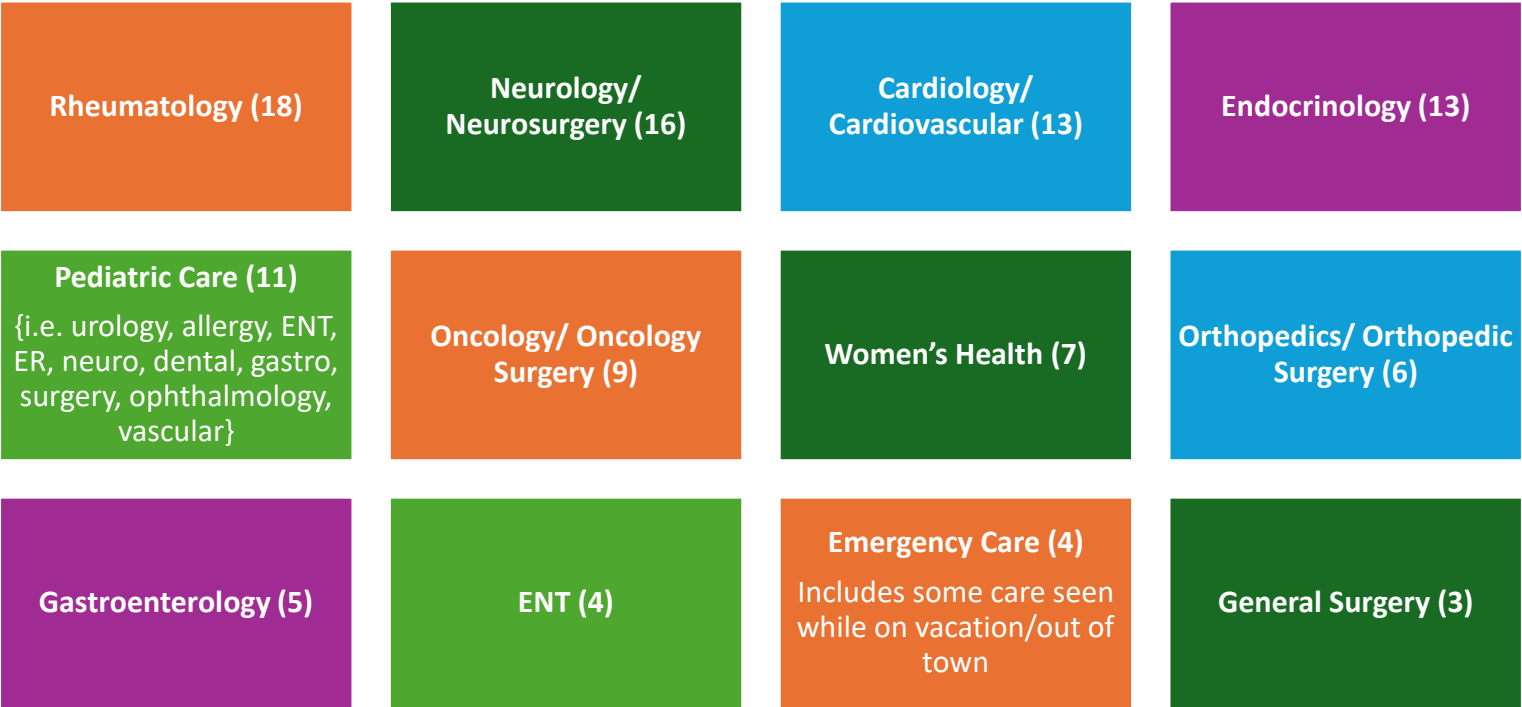 Rheumatology (18)
Neurology/
Neurosurgery (16)
Cardiology/
Cardiovascular (13)
Endocrinology (13)
Pediatric Care (11)
{i.e. urology, allergy, ENT,
ER, neuro, dental, gastro,
surgery, ophthalmology,
vascular}
Oncology/ Oncology
Surgery (9)
Women’s Health (7)
Orthopedics/ Orthopedic
Surgery (6)
Gastroenterology (5)
ENT (4)
Emergency Care (4)
Includes some care seen
while on vacation/out of
town
General Surgery (3)